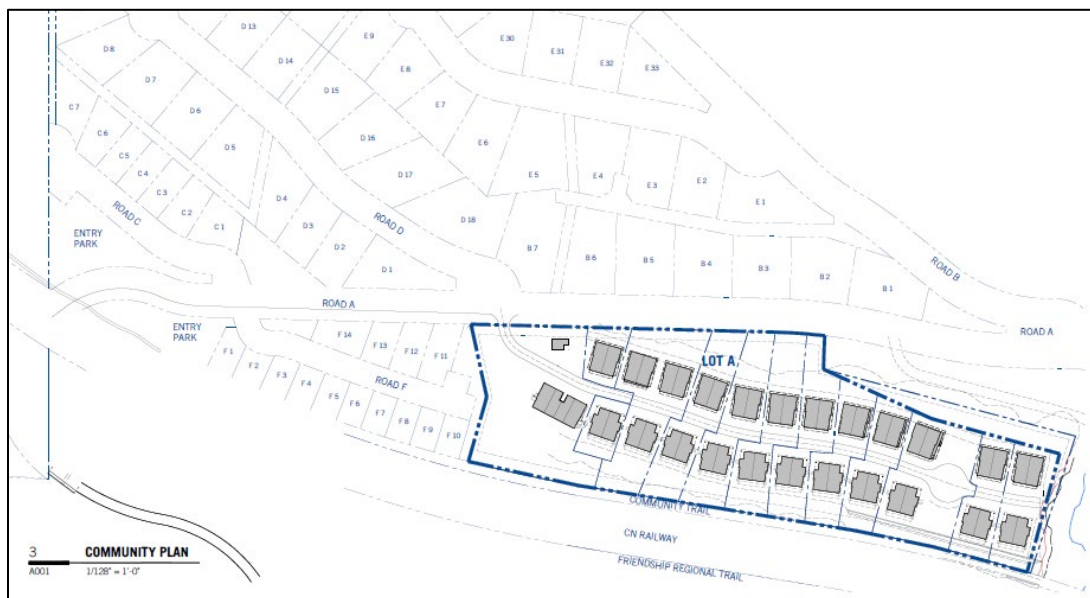 D 13
E 9
E 30
E 31
E 32
E 33
D 8
D 14
E 8
D 7
D 15
E 7
C 7
D 6
D 16
E 6
C 6
D 5
C 5
D 17
E 5
E 4
E 3
E 2
E 1
C 4
C 3
C 2
C 1
D 4
D 3
D 2
D 1
D 18
ROAD C
ROAD D
ENTRY
PARK
B 7
B 6
B 5
B 4
B 3
B 2
B 1
ROAD B
ROAD A
ROAD A
ENTRY
PARK
F 14
F 13
F 12
F 11
F 1
F 2
F 3
F 4
F 5
F 6
F 7
F 8
F 9
F 10
ROAD F
LOT A
COMMUNITY TRAIL
CN RAILWAY
FRIENDSHIP REGIONAL TRAIL
3
COMMUNITY PLAN
A001
1/128" = 1'-0"